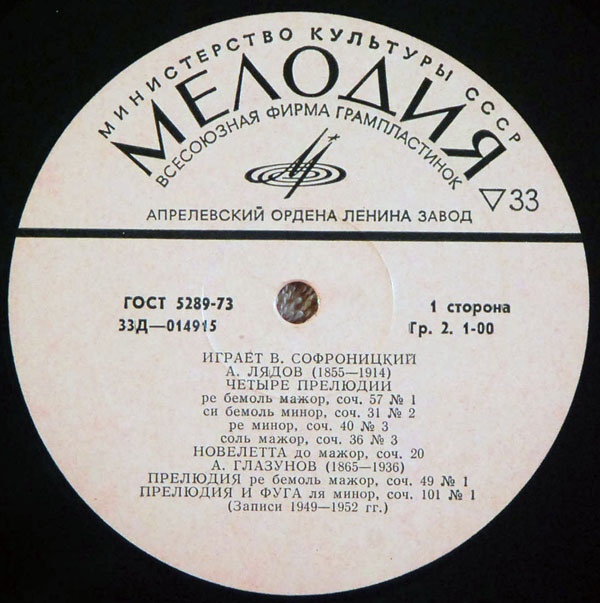 МИНИСТЕРСТВО КУЛЬТУРЫ СССР
МЕЛОДИЯ
ВСЕСОЮЗНАЯ ФИРМА ГРАМПЛАСТИНОК
▽33
АПРЕЛЕВСКИЙ ОРДЕНА ЛЕНИНА ЗАВОД
ГОСТ 5289-73
33Д—014915
1 сторона
Гр. 2. 1-00
ИГРАЕТ В. СОФРОНИЦКИЙ
А. ЛЯДОВ (1855—1914)
ЧЕТЫРЕ ПРЕЛЮДИИ
ре бемоль мажор, соч. 57 № 1
си бемоль минор, соч. 31 № 2
ре минор, соч. 40 № 3
соль мажор, соч. 36 № 3
НОВЕЛЕТТА до мажор, соч. 20
А. ГЛАЗУНОВ (1865—1936)
ПРЕЛЮДИЯ ре бемоль мажор, соч. 49 № 1
ПРЕЛЮДИЯ И ФУГА ля минор, соч. 101 № 1
(Записи 1949—1952 гг.)